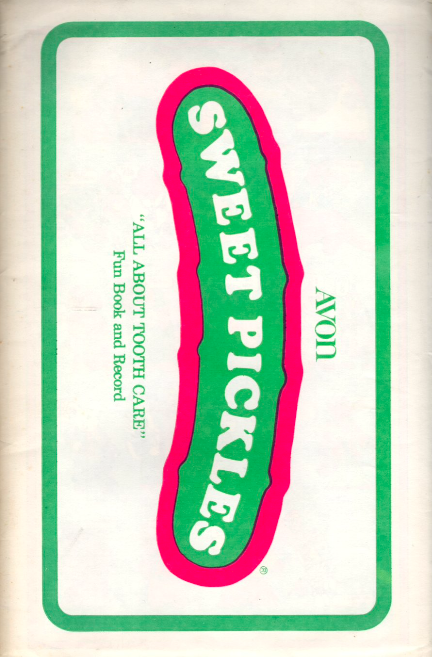 AVON
SWEET PICKLES®
"ALL ABOUT TOOTH CARE"
Fun Book and Record